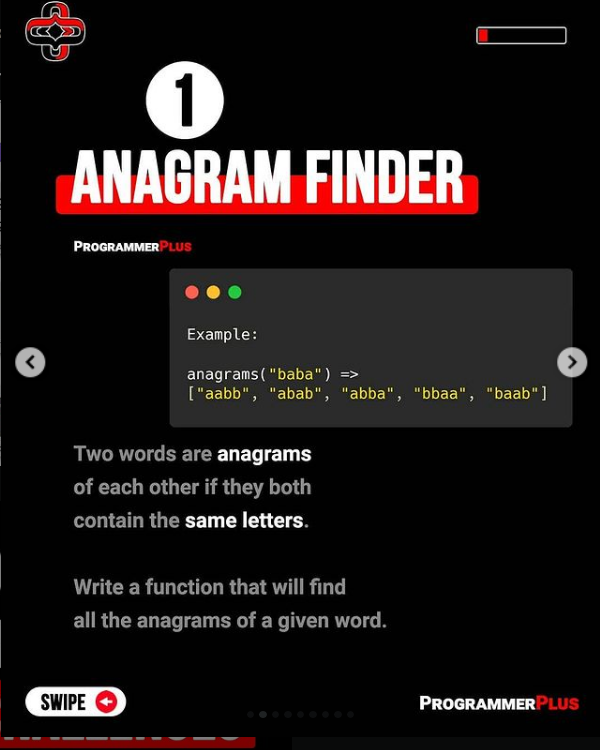 1
ANAGRAM FINDER
PROGRAMMERPLUS
Example:
anagrams("baba") =>
["aabb", "abab", "abba", "bbaa", "baab"]
Two words are anagrams
of each other if they both
contain the same letters.
Write a function that will find
all the anagrams of a given word.
SWIPE
PROGRAMMERPLUS